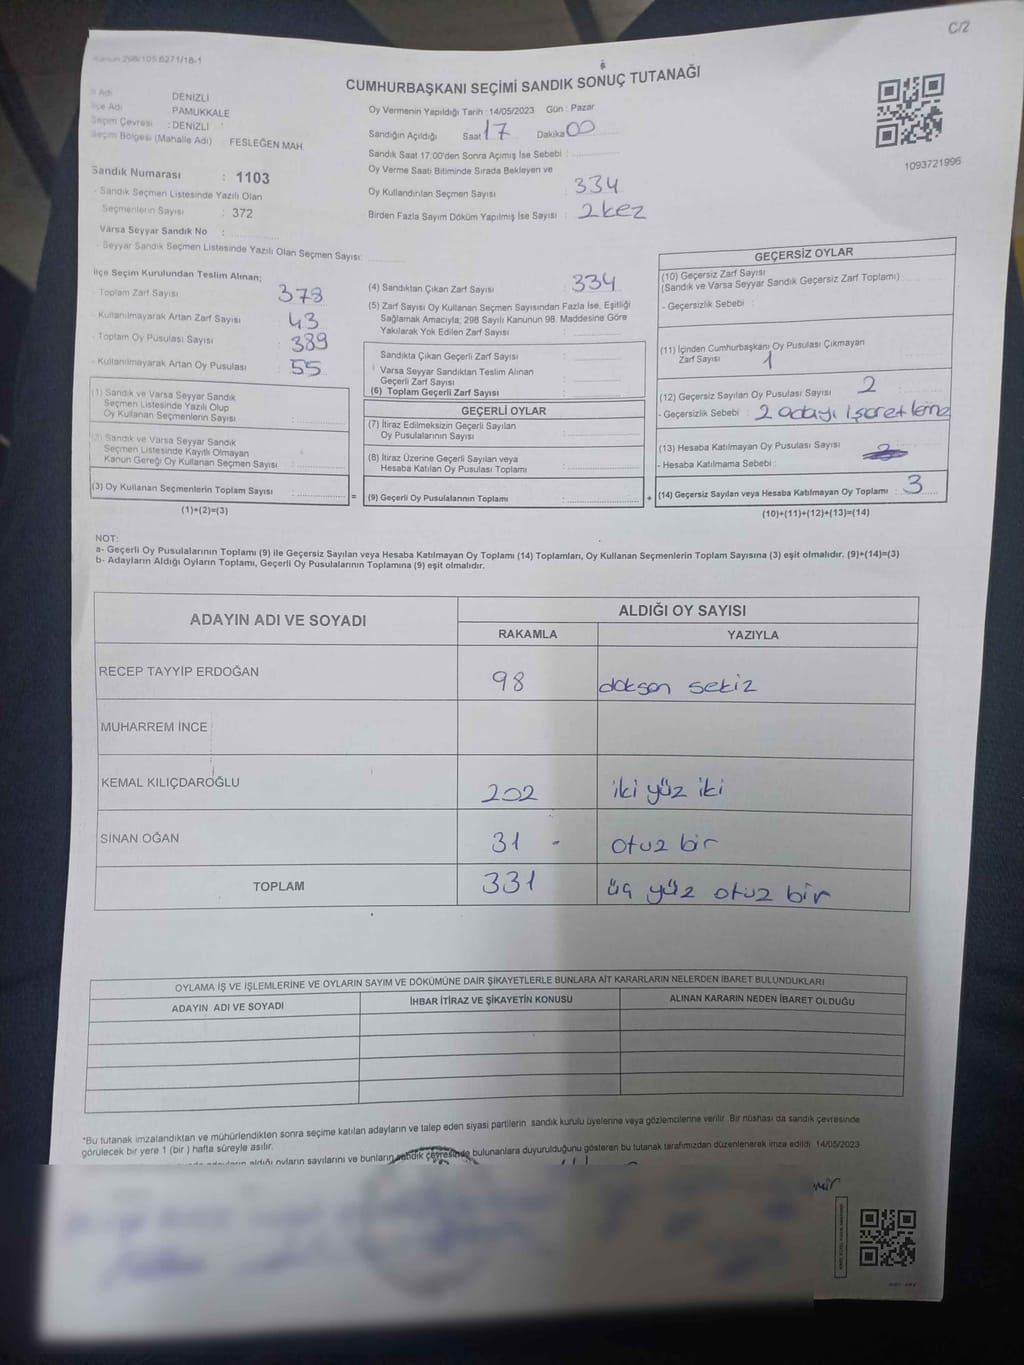 C/2
298/105.6271/18-1
CUMHURBAŞKANI SEÇİMİ SANDIK SONUÇ TUTANAĞI
İl Adı DENİZLİ
İlçe Adı PAMUKKALE
Seçim Çevresi : DENİZLİ
Seçim Bölgesi (Mahalle Adı) FESLEĞEN MAH
Sandık Numarası : 1103
- Sandık Seçmen Listesinde Yazılı Olan
Seçmenlerin Sayısı : 372
Varsa Seyyar Sandık No :
- Seyyar Sandık Seçmen Listesinde Yazılı Olan Seçmen Sayısı:
Oy Vermenin Yapıldığı Tarih : 14/05/2023 Gün : Pazar
Sandığın Açıldığı Saat 17 Dakika 00
Sandık Saat 17:00'den Sonra Açımış İse Sebebi :
Oy Verme Saati Bitiminde Sırada Bekleyen ve
Oy Kullandırılan Seçmen Sayısı : 334
Birden Fazla Sayım Döküm Yapılmış İse Sayısı : 2 kez
1093721996
İlçe Seçim Kurulundan Teslim Alınan;
- Toplam Zarf Sayısı 378
- Kullanılmayarak Artan Zarf Sayısı 43
- Toplam Oy Pusulası Sayısı 389
- Kullanılmayarak Artan Oy Pusulası 55
(1) Sandık ve Varsa Seyyar Sandık
Seçmen Listesinde Yazılı Olup
Oy Kullanan Seçmenlerin Sayısı :
(2) Sandık ve Varsa Seyyar Sandık
Seçmen Listesinde Kayıtlı Olmayan
Kanun Gereği Oy Kullanan Seçmen Sayısı :
(3) Oy Kullanan Seçmenlerin Toplam Sayısı :
(1)+(2)=(3)
=
(4) Sandıktan Çıkan Zarf Sayısı : 334
(5) Zarf Sayısı Oy Kullanan Seçmen Sayısından Fazla İse, Eşitliği
Sağlamak Amacıyla; 298 Sayılı Kanunun 98. Maddesine Göre
Yakılarak Yok Edilen Zarf Sayısı :
Sandıkta Çıkan Geçerli Zarf Sayısı :
Varsa Seyyar Sandıktan Teslim Alınan
Geçerli Zarf Sayısı :
(6) Toplam Geçerli Zarf Sayısı :
GEÇERLİ OYLAR
(7) İtiraz Edilmeksizin Geçerli Sayılan
Oy Pusulalarının Sayısı :
(8) İtiraz Üzerine Geçerli Sayılan veya
Hesaba Katılan Oy Pusulası Toplamı :
(9) Geçerli Oy Pusulalarının Toplamı :
+
GEÇERSİZ OYLAR
(10) Geçersiz Zarf Sayısı
(Sandık ve Varsa Seyyar Sandık Geçersiz Zarf Toplamı)
- Geçersizlik Sebebi :
(11) İçinden Cumhurbaşkanı Oy Pusulası Çıkmayan
Zarf Sayısı 1
(12) Geçersiz Sayılan Oy Pusulası Sayısı : 2
- Geçersizlik Sebebi : 2 adayı işaretleme
(13) Hesaba Katılmayan Oy Pusulası Sayısı :
- Hesaba Katılmama Sebebi :
(14) Geçersiz Sayılan veya Hesaba Katılmayan Oy Toplamı : 3
(10)+(11)+(12)+(13)=(14)
NOT:
a- Geçerli Oy Pusulalarının Toplamı (9) ile Geçersiz Sayılan veya Hesaba Katılmayan Oy Toplamı (14) Toplamları, Oy Kullanan Seçmenlerin Toplam Sayısına (3) eşit olmalıdır. (9)+(14)=(3)
b- Adayların Aldığı Oyların Toplamı, Geçerli Oy Pusulalarının Toplamına (9) eşit olmalıdır.
ADAYIN ADI VE SOYADI
ALDIĞI OY SAYISI
RAKAMLA YAZIYLA
RECEP TAYYİP ERDOĞAN 98 doksan sekiz
MUHARREM İNCE
KEMAL KILIÇDAROĞLU 202 iki yüz iki
SİNAN OĞAN 31 - otuz bir
TOPLAM 331 üç yüz otuz bir
OYLAMA İŞ VE İŞLEMLERİNE VE OYLARIN SAYIM VE DÖKÜMÜNE DAİR ŞİKAYETLERLE BUNLARA AİT KARARLARIN NELERDEN İBARET BULUNDUKLARI
ADAYIN ADI VE SOYADI İHBAR İTİRAZ VE ŞİKAYETİN KONUSU ALINAN KARARIN NEDEN İBARET OLDUĞU
*Bu tutanak imzalandıktan ve mühürlendikten sonra seçime katılan adayların ve talep eden siyasi partilerin sandık kurulu üyelerine veya gözlemcilerine verilir. Bir nüshası da sandık çevresinde
görülecek bir yere 1 (bir ) hafta süreyle asılır.
aldığı oyların sayılarını ve bunların sandık çevresinde bulunanlara duyurulduğunu gösteren bu tutanak tarafımızdan düzenlenerek imza edildi. 14/05/2023